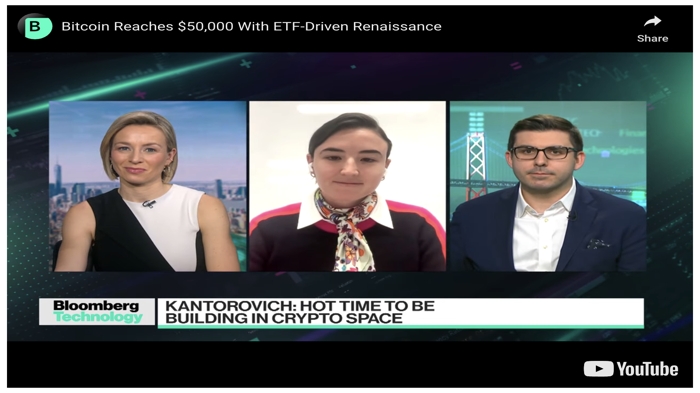 B
Bitcoin Reaches $50,000 With ETF-Driven Renaissance
Share
Bloomberg
Technology
KANTOROVICH: HOT TIME TO BE
BUILDING IN CRYPTO SPACE
YouTube